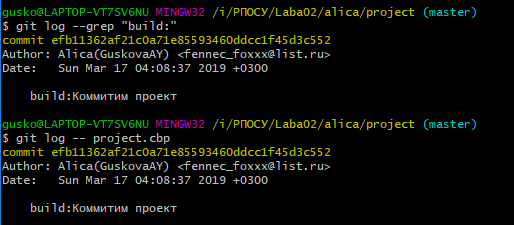 gusko@LAPTOP-VT7SV6NU MINGW32 /i/РПОСУ/Laba02/alica/project (master)
$ git log --grep "build:"
commit efb11362af21c0a71e85593460ddcc1f45d3c552
Author: Alica(GuskovaAY) <fennec_foxxx@list.ru>
Date:   Sun Mar 17 04:08:37 2019 +0300
    build:Коммитим проект
gusko@LAPTOP-VT7SV6NU MINGW32 /i/РПОСУ/Laba02/alica/project (master)
$ git log -- project.cbp
commit efb11362af21c0a71e85593460ddcc1f45d3c552
Author: Alica(GuskovaAY) <fennec_foxxx@list.ru>
Date:   Sun Mar 17 04:08:37 2019 +0300
    build:Коммитим проект